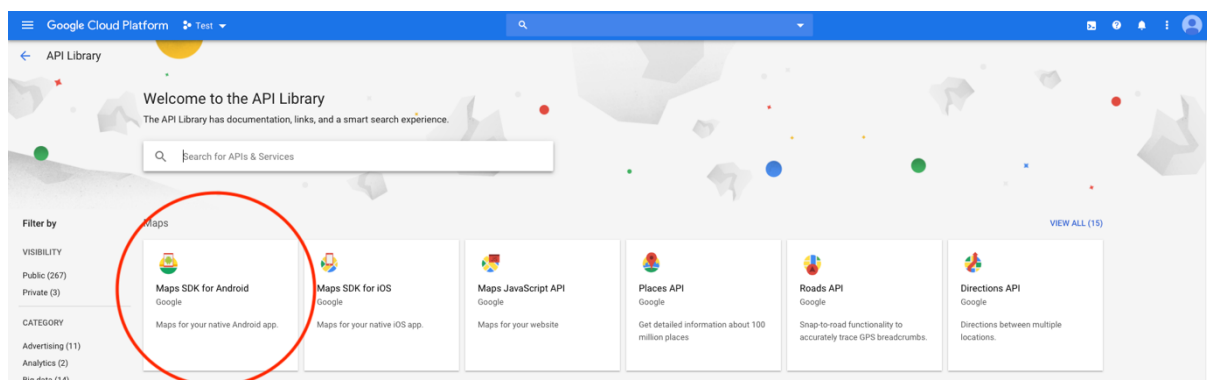 Google Cloud Platform Test
API Library
Welcome to the API Library
The API Library has documentation, links, and a smart search experience.
Search for APIs & Services
Filter by
Maps
VIEW ALL (15)
VISIBILITY
Public (267)
Private (3)
CATEGORY
Advertising (11)
Analytics (2)
Big data (14)
Maps SDK for Android
Google
Maps for your native Android app.
Maps SDK for iOS
Google
Maps for your native iOS app.
Maps JavaScript API
Google
Maps for your website
Places API
Google
Get detailed information about 100
million places
Roads API
Google
Snap-to-road functionality to
accurately trace GPS breadcrumbs.
Directions API
Google
Directions between multiple
locations.